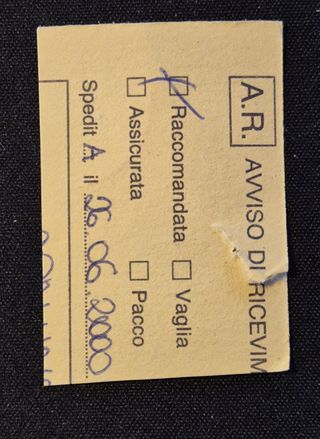 A.R. AVVISO DI RICEVIM
Raccomandata Vaglia
Assicurata Pacco
Spedit A. il 26.06.2000